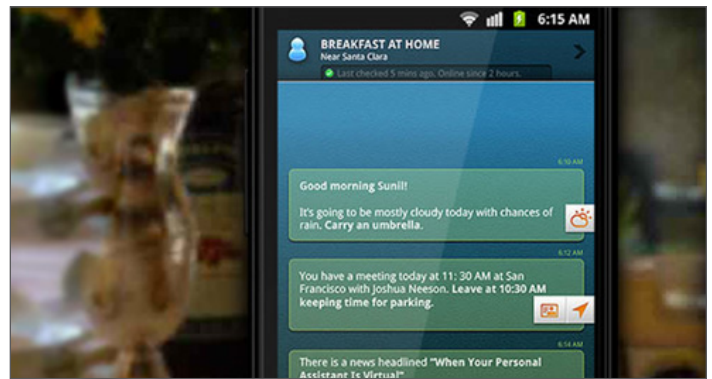 6:15 AM
BREAKFAST AT HOME
Near Santa Clara
Last checked 5 mins ago. Online since 2 hours.
6:10 AM
Good morning Sunil!
It's going to be mostly cloudy today with chances of
rain. Carry an umbrella.
6:12 AM
You have a meeting today at 11: 30 AM at San
Francisco with Joshua Neeson. Leave at 10:30 AM
keeping time for parking.
6:14 AM
There is a news headlined "When Your Personal
Assistant Is Virtual"